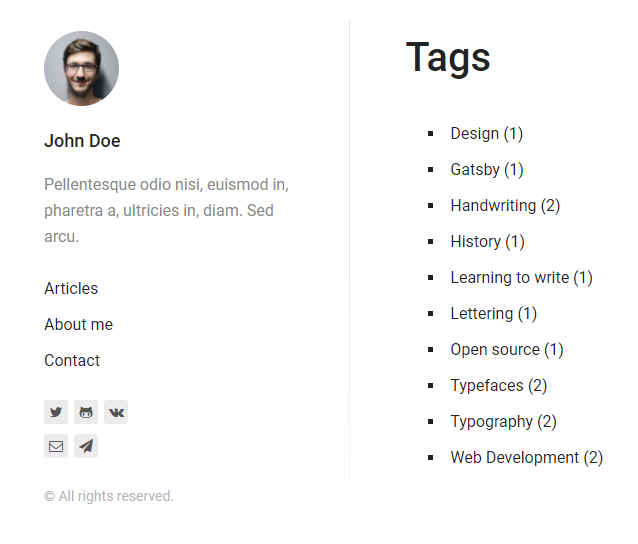 John Doe
Pellentesque odio nisi, euismod in,
pharetra a, ultricies in, diam. Sed
arcu.
Articles
About me
Contact
© All rights reserved.
Tags
Design (1)
Gatsby (1)
Handwriting (2)
History (1)
Learning to write (1)
Lettering (1)
Open source (1)
Typefaces (2)
Typography (2)
Web Development (2)